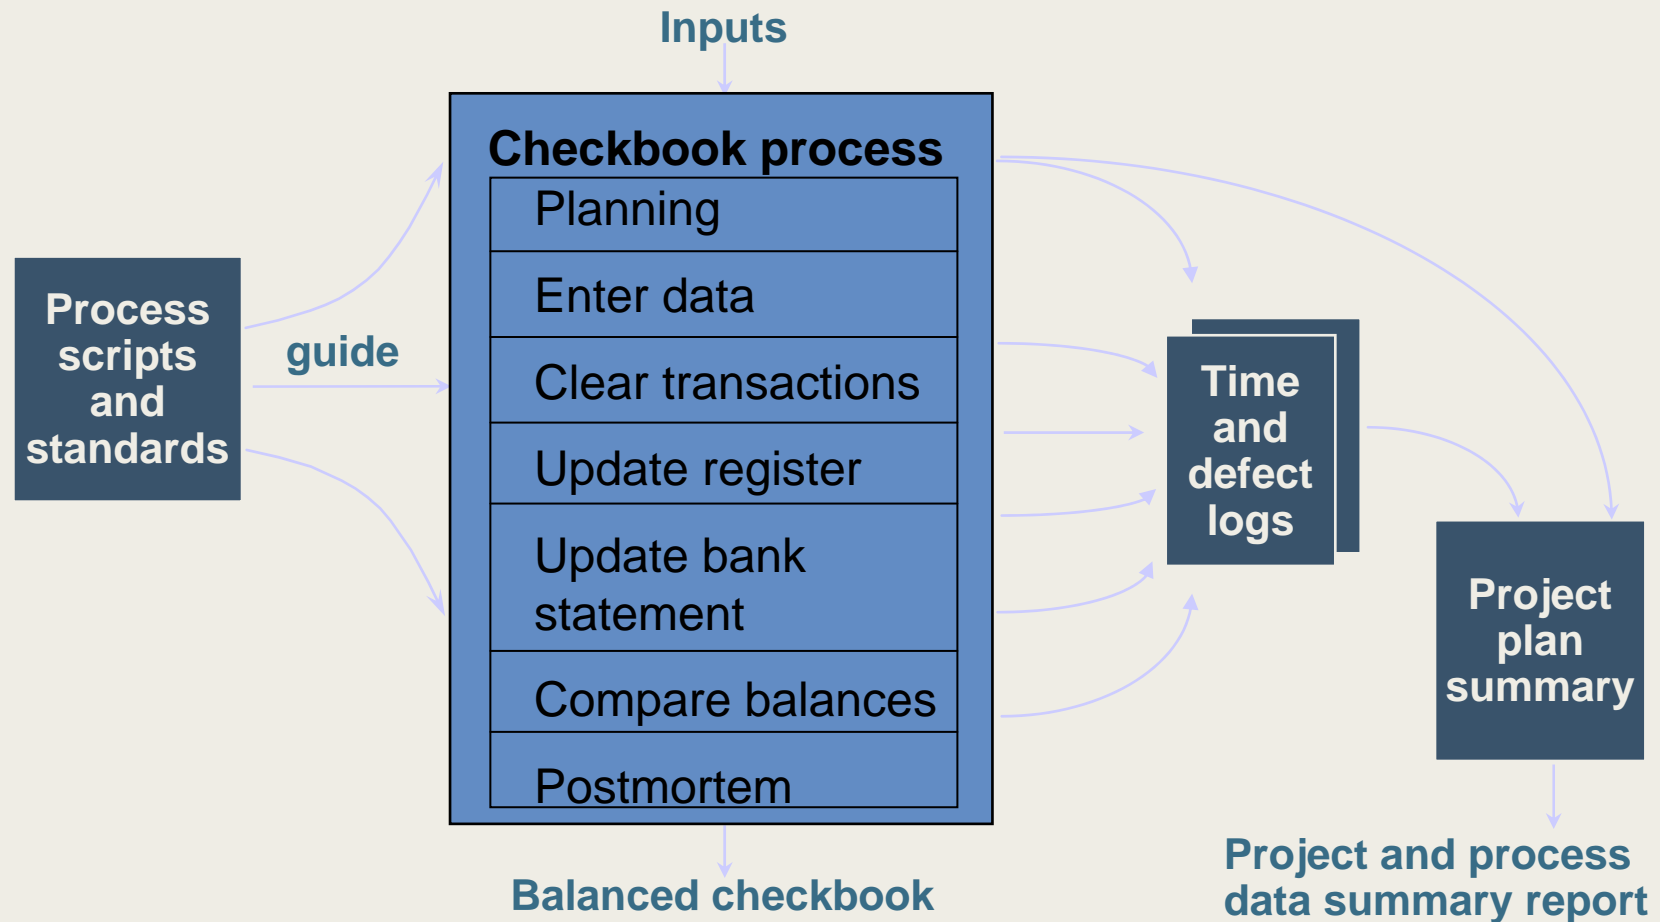 Inputs
Checkbook process
Planning
Enter data
Clear transactions
Update register
Update bank
statement
Compare balances
Postmortem
Process
scripts
and
standards
guide
Time
and
defect
logs
Project
plan
summary
Balanced checkbook
Project and process
data summary report